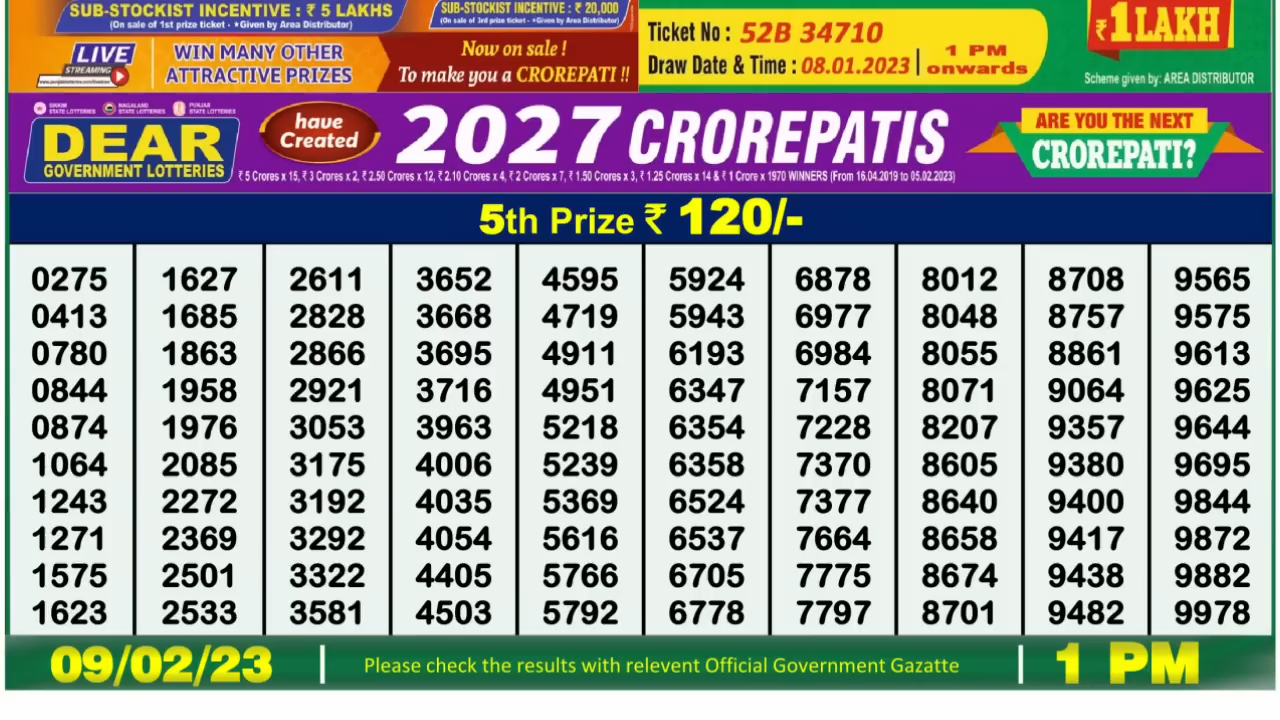 SUB-STOCKIST INCENTIVE : ₹ 5 LAKHS
(On sale of 1st prize ticket - *Given by Area Distributor)
SUB-STOCKIST INCENTIVE : ₹ 20,000
(On sale of 3rd prize ticket - *Given by Area Distributor)
LIVE
STREAMING
WIN MANY OTHER
ATTRACTIVE PRIZES
Now on sale !
To make you a CROREPATI !!
Ticket No : 52B 34710
Draw Date & Time : 08.01.2023 | 1 PM onwards
₹1 LAKH
Scheme given by: AREA DISTRIBUTOR
SIKKIM STATE LOTTERIES NAGALAND STATE LOTTERIES PUNJAB STATE LOTTERIES
DEAR
GOVERNMENT LOTTERIES
have
Created
2027 CROREPATIS
₹ 5 Crores x 15, ₹ 3 Crores x 2, ₹ 2.50 Crores x 12, ₹ 2.10 Crores x 4, ₹ 2 Crores x 7, ₹ 1.50 Crores x 3, ₹ 1.25 Crores x 14 & ₹ 1 Crore x 1970 WINNERS (From 16.04.2019 to 05.02.2023)
ARE YOU THE NEXT
CROREPATI?
5th Prize ₹ 120/-
0275 1627 2611 3652 4595 5924 6878 8012 8708 9565
0413 1685 2828 3668 4719 5943 6977 8048 8757 9575
0780 1863 2866 3695 4911 6193 6984 8055 8861 9613
0844 1958 2921 3716 4951 6347 7157 8071 9064 9625
0874 1976 3053 3963 5218 6354 7228 8207 9357 9644
1064 2085 3175 4006 5239 6358 7370 8605 9380 9695
1243 2272 3192 4035 5369 6524 7377 8640 9400 9844
1271 2369 3292 4054 5616 6537 7664 8658 9417 9872
1575 2501 3322 4405 5766 6705 7775 8674 9438 9882
1623 2533 3581 4503 5792 6778 7797 8701 9482 9978
09/02/23 | Please check the results with relevent Official Government Gazatte | 1 PM